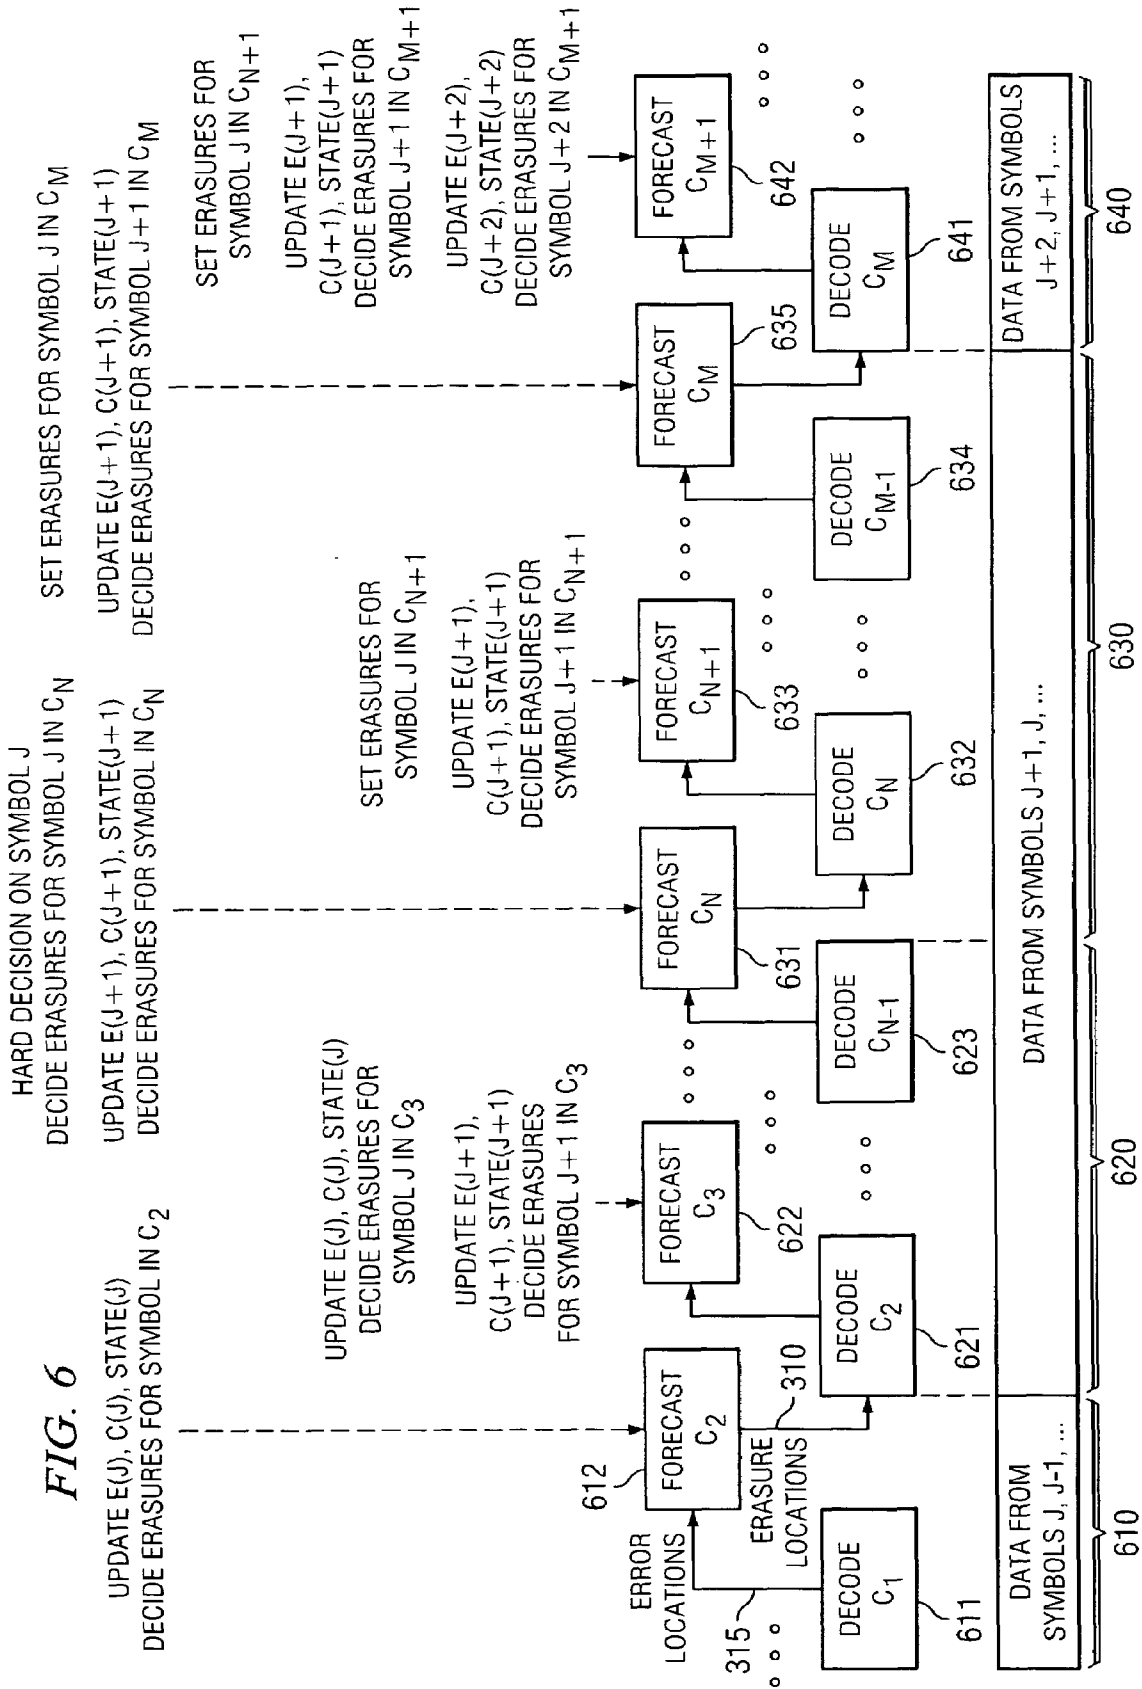 FIG. 6
UPDATE E(J), C(J), STATE(J)
DECIDE ERASURES FOR SYMBOL IN C2
HARD DECISION ON SYMBOL J
DECIDE ERASURES FOR SYMBOL J IN CN
UPDATE E(J+1), C(J+1), STATE(J+1)
DECIDE ERASURES FOR SYMBOL IN CN
SET ERASURES FOR SYMBOL J IN CM
UPDATE E(J+1), C(J+1), STATE(J+1)
DECIDE ERASURES FOR SYMBOL J+1 IN CM
UPDATE E(J), C(J), STATE(J)
DECIDE ERASURES FOR
SYMBOL J IN C3
UPDATE E(J+1),
C(J+1), STATE(J+1)
DECIDE ERASURES
FOR SYMBOL J+1 IN C3
SET ERASURES FOR
SYMBOL J IN CN+1
UPDATE E(J+1),
C(J+1), STATE(J+1)
DECIDE ERASURES FOR
SYMBOL J+1 IN CN+1
SET ERASURES FOR
SYMBOL J IN CN+1
UPDATE E(J+1),
C(J+1), STATE(J+1)
DECIDE ERASURES FOR
SYMBOL J+1 IN CM+1
UPDATE E(J+2),
C(J+2), STATE(J+2)
DECIDE ERASURES FOR
SYMBOL J+2 IN CM+1
612
FORECAST
C2
FORECAST
C3
622
FORECAST
CN
631
FORECAST
CN+1
633
FORECAST
CM
635
FORECAST
CM+1
642
ERROR
LOCATIONS
315
310
ERASURE
LOCATIONS
DECODE
C1
611
DECODE
C2
621
DECODE
CN-1
623
DECODE
CN
632
DECODE
CM-1
634
DECODE
CM
641
DATA FROM
SYMBOLS J, J-1, ...
DATA FROM SYMBOLS J+1, J, ...
DATA FROM SYMBOLS
J+2, J+1, ...
610
620
630
640